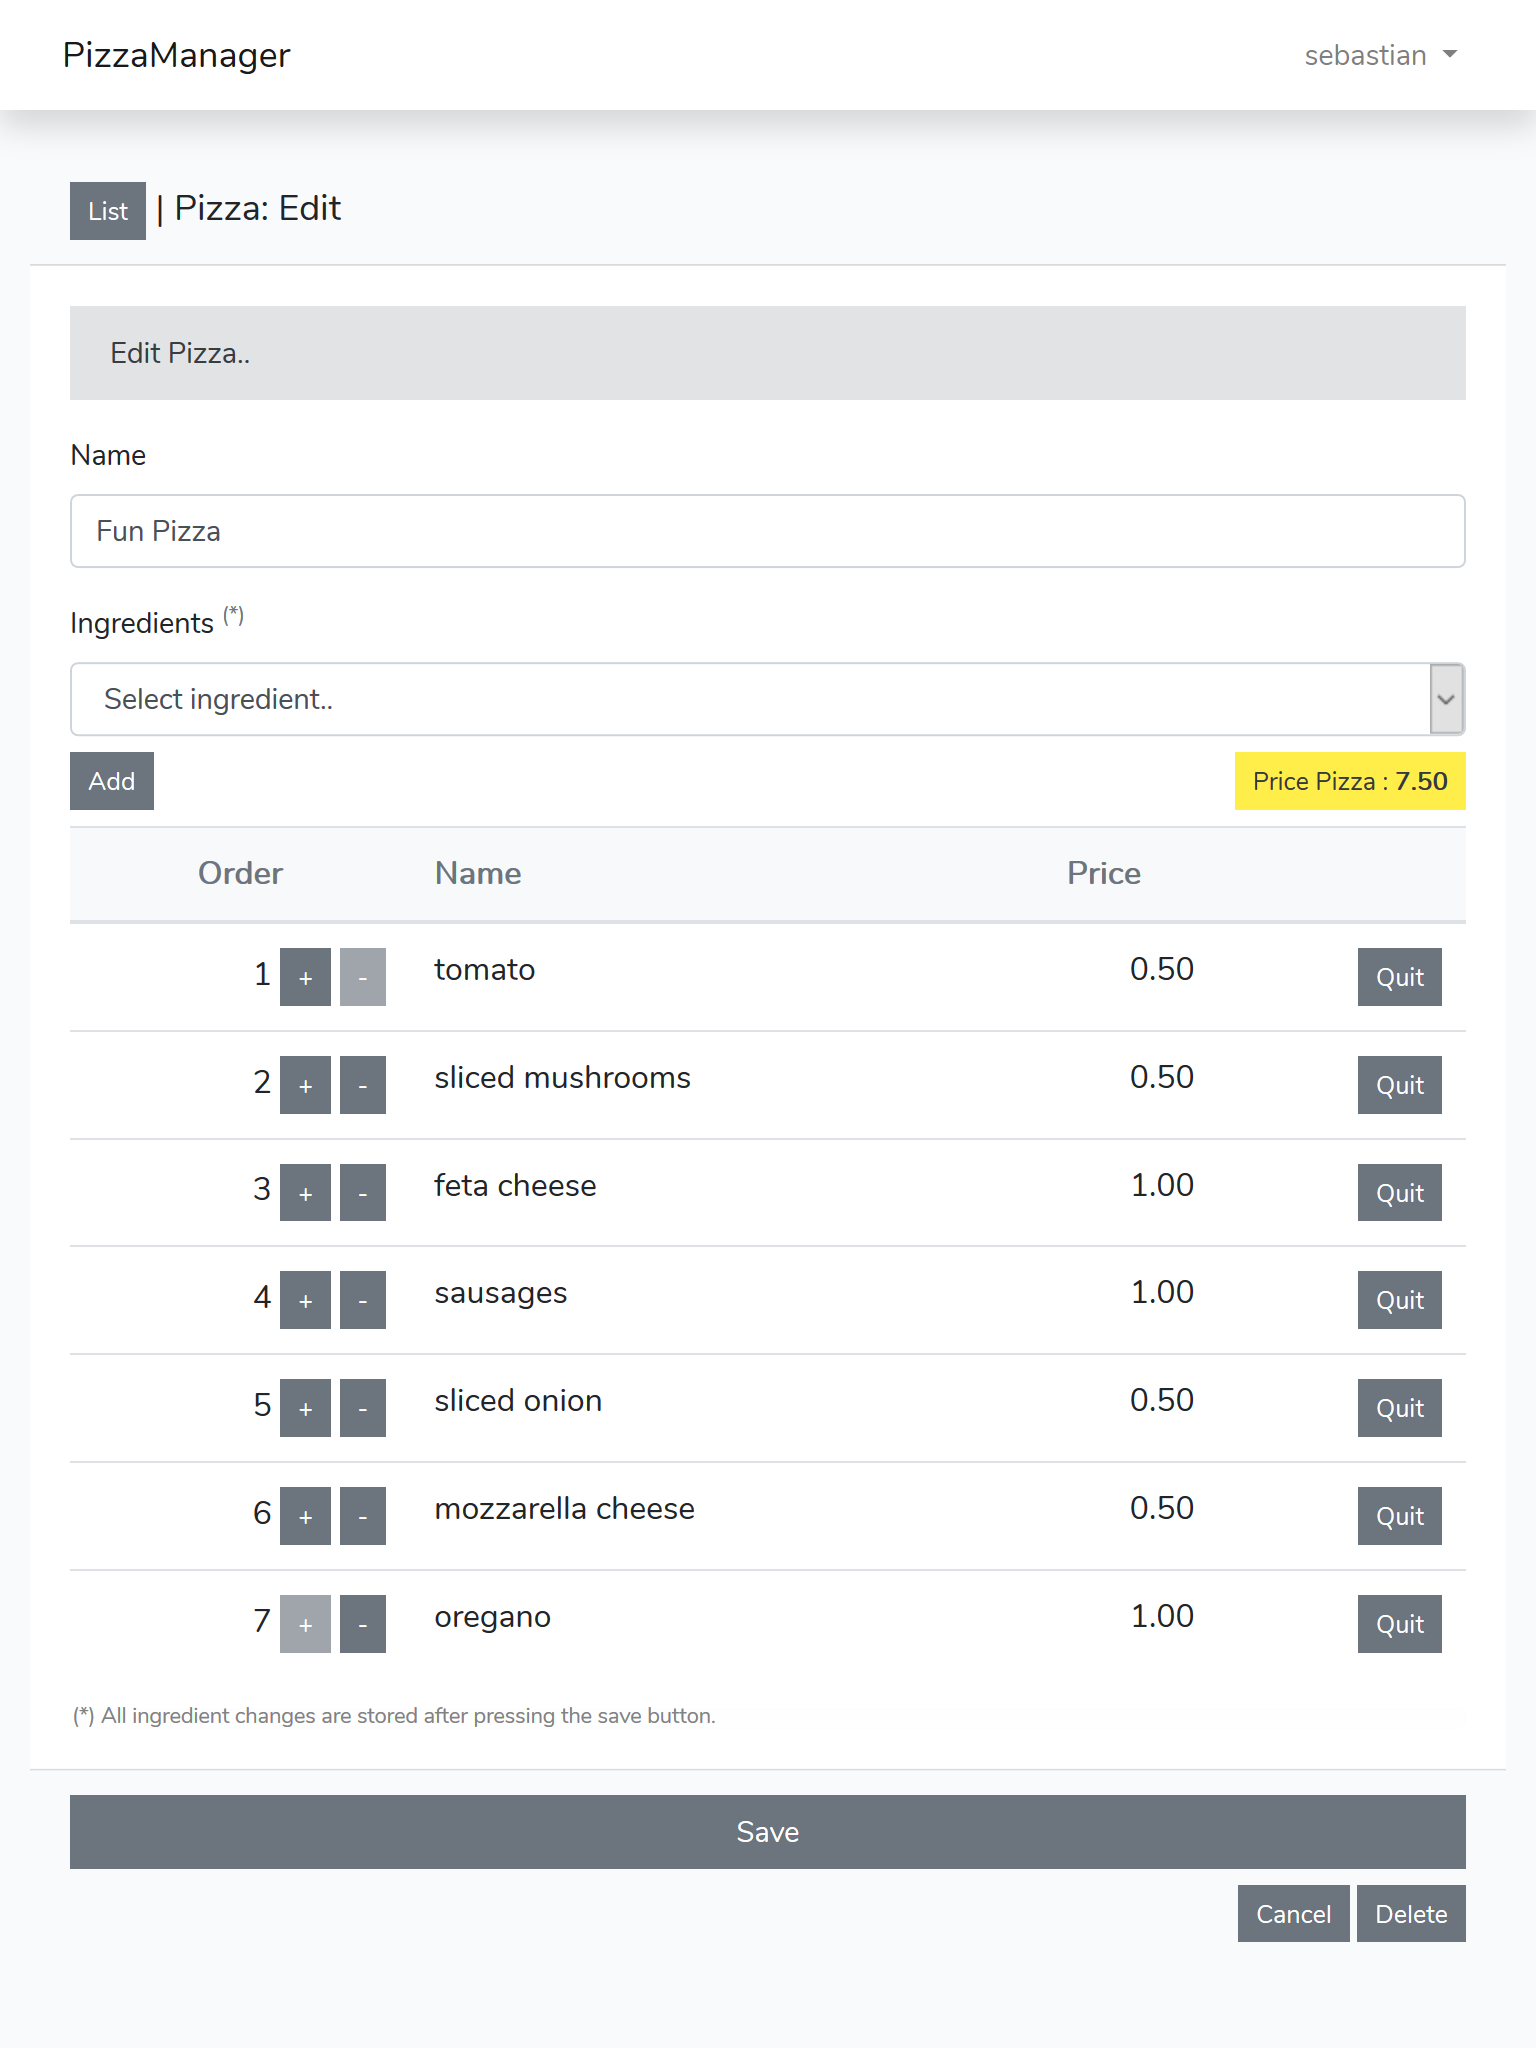 PizzaManager sebastian
List | Pizza: Edit
Edit Pizza..
Name
Fun Pizza
Ingredients (*)
Select ingredient..
Add Price Pizza : 7.50
Order Name Price
1 + - tomato 0.50 Quit
2 + - sliced mushrooms 0.50 Quit
3 + - feta cheese 1.00 Quit
4 + - sausages 1.00 Quit
5 + - sliced onion 0.50 Quit
6 + - mozzarella cheese 0.50 Quit
7 + - oregano 1.00 Quit
(*) All ingredient changes are stored after pressing the save button.
Save
Cancel Delete